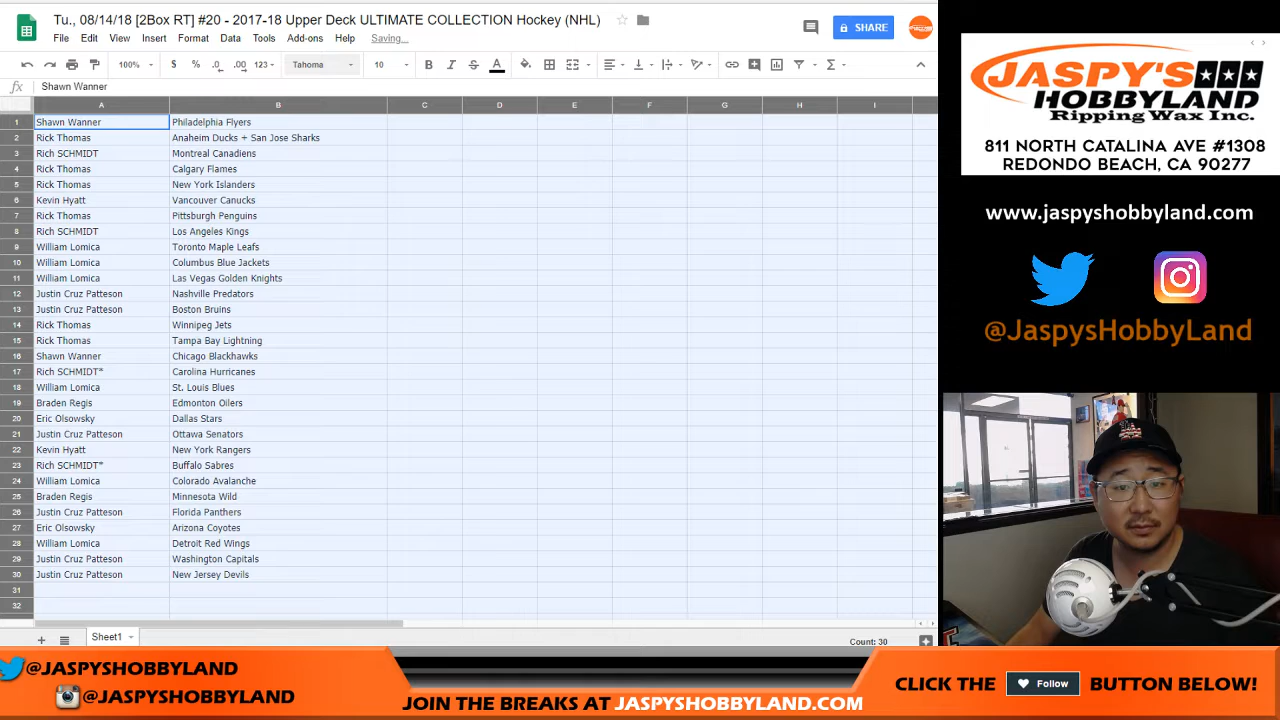 Tu., 08/14/18 [2Box RT] #20 - 2017-18 Upper Deck ULTIMATE COLLECTION Hockey (NHL)
File Edit View Insert Format Data Tools Add-ons Help Saving...
SHARE
100% $ % .0 .00 123 Tahoma 10 B I S A
fx Shawn Wanner
A B C D E F G H I
1 Shawn Wanner Philadelphia Flyers
2 Rick Thomas Anaheim Ducks + San Jose Sharks
3 Rich SCHMIDT Montreal Canadiens
4 Rick Thomas Calgary Flames
5 Rick Thomas New York Islanders
6 Kevin Hyatt Vancouver Canucks
7 Rick Thomas Pittsburgh Penguins
8 Rich SCHMIDT Los Angeles Kings
9 William Lomica Toronto Maple Leafs
10 William Lomica Columbus Blue Jackets
11 William Lomica Las Vegas Golden Knights
12 Justin Cruz Patteson Nashville Predators
13 Justin Cruz Patteson Boston Bruins
14 Rick Thomas Winnipeg Jets
15 Rick Thomas Tampa Bay Lightning
16 Shawn Wanner Chicago Blackhawks
17 Rich SCHMIDT* Carolina Hurricanes
18 William Lomica St. Louis Blues
19 Braden Regis Edmonton Oilers
20 Eric Olsowsky Dallas Stars
21 Justin Cruz Patteson Ottawa Senators
22 Kevin Hyatt New York Rangers
23 Rich SCHMIDT* Buffalo Sabres
24 William Lomica Colorado Avalanche
25 Braden Regis Minnesota Wild
26 Justin Cruz Patteson Florida Panthers
27 Eric Olsowsky Arizona Coyotes
28 William Lomica Detroit Red Wings
29 Justin Cruz Patteson Washington Capitals
30 Justin Cruz Patteson New Jersey Devils
31
32
Sheet1
Count: 30
JASPY'S
HOBBYLAND
Ripping Wax Inc.
811 NORTH CATALINA AVE #1308
REDONDO BEACH, CA 90277
www.jaspyshobbyland.com
@JaspysHobbyLand
@JASPYSHOBBYLAND
@JASPYSHOBBYLAND
JOIN THE BREAKS AT JASPYSHOBBYLAND.COM
CLICK THE Follow BUTTON BELOW!